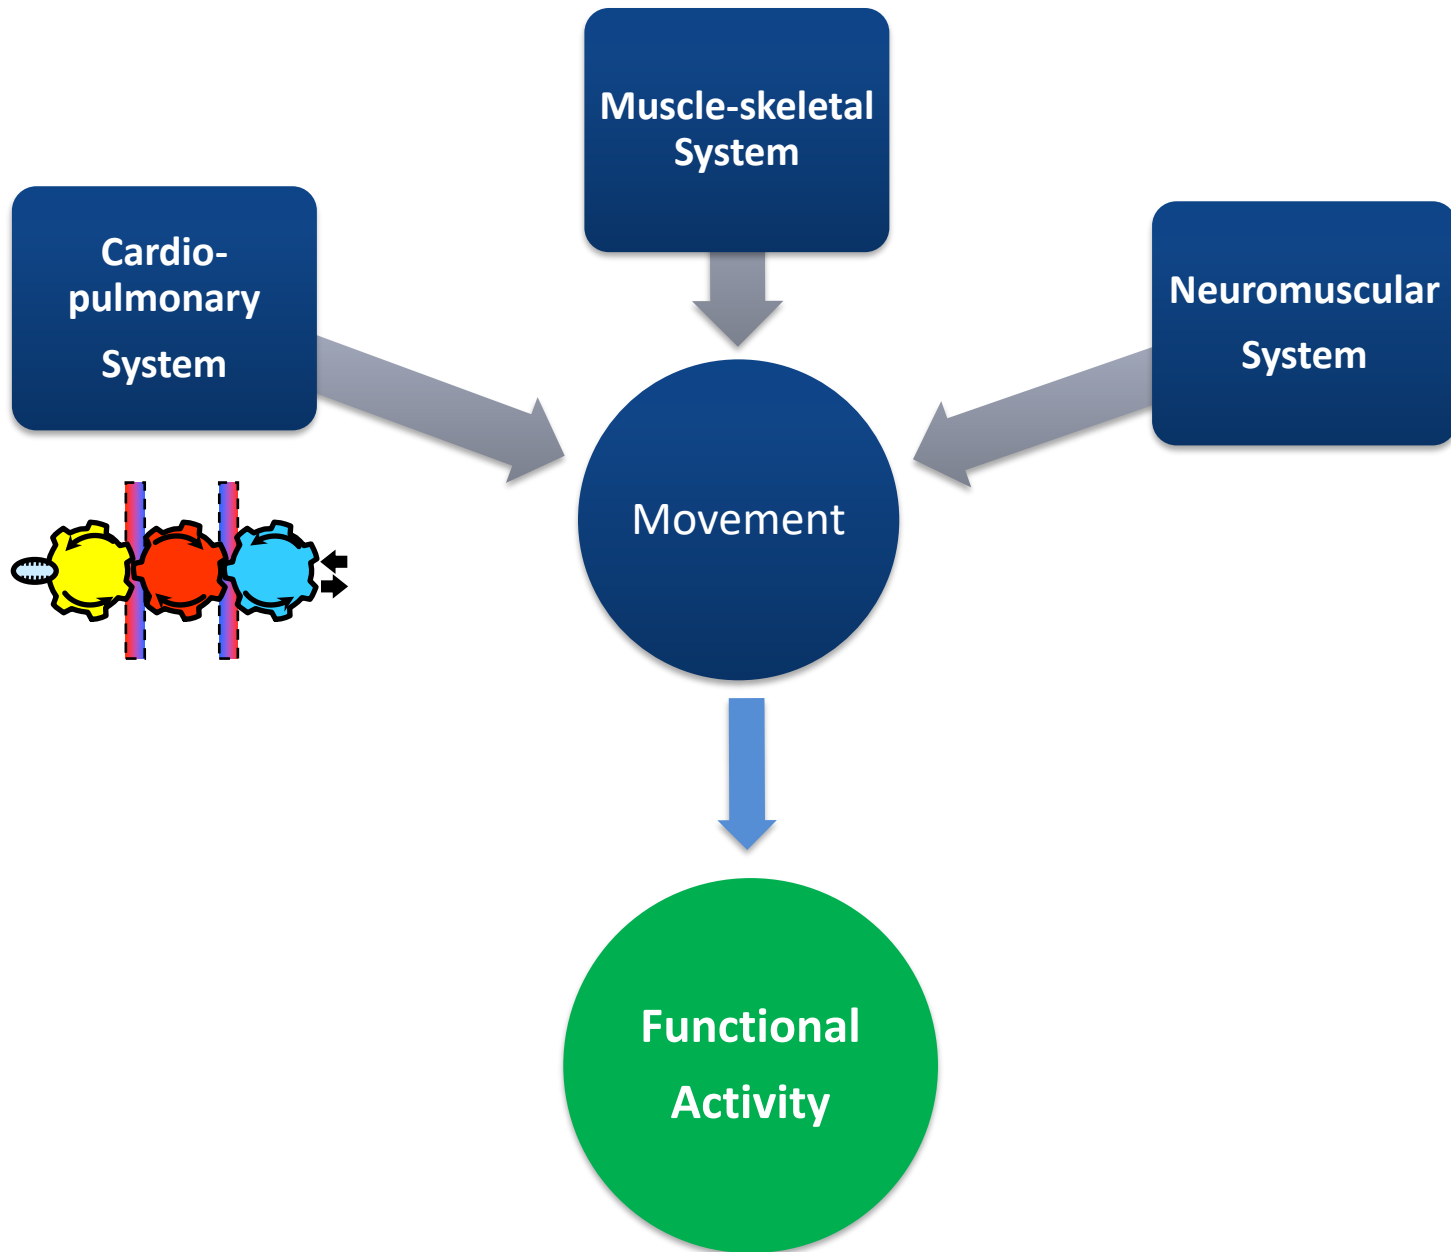 Muscle-skeletal
System
Cardio-
pulmonary
System
Neuromuscular
System
Movement
Functional
Activity